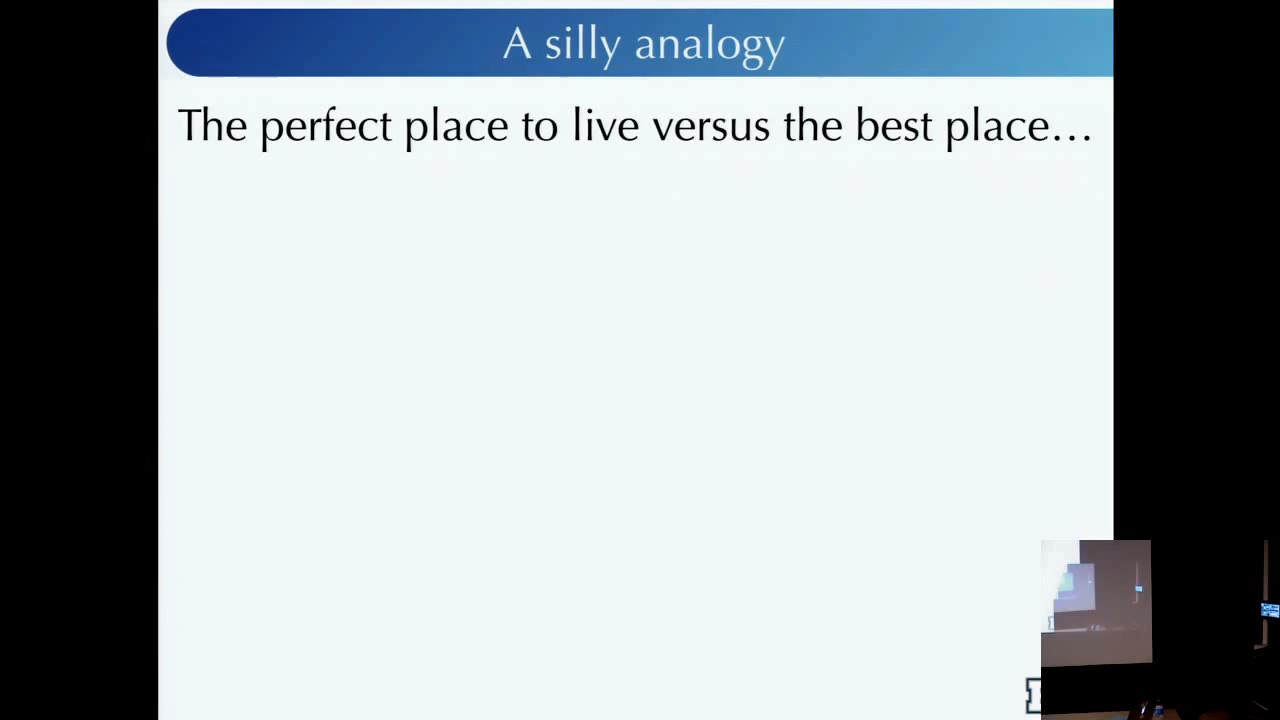 A silly analogy
The perfect place to live versus the best place…